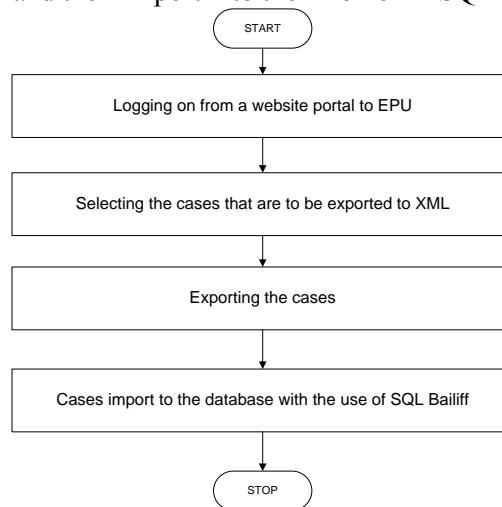 START
Logging on from a website portal to EPU
Selecting the cases that are to be exported to XML
Exporting the cases
Cases import to the database with the use of SQL Bailiff
STOP